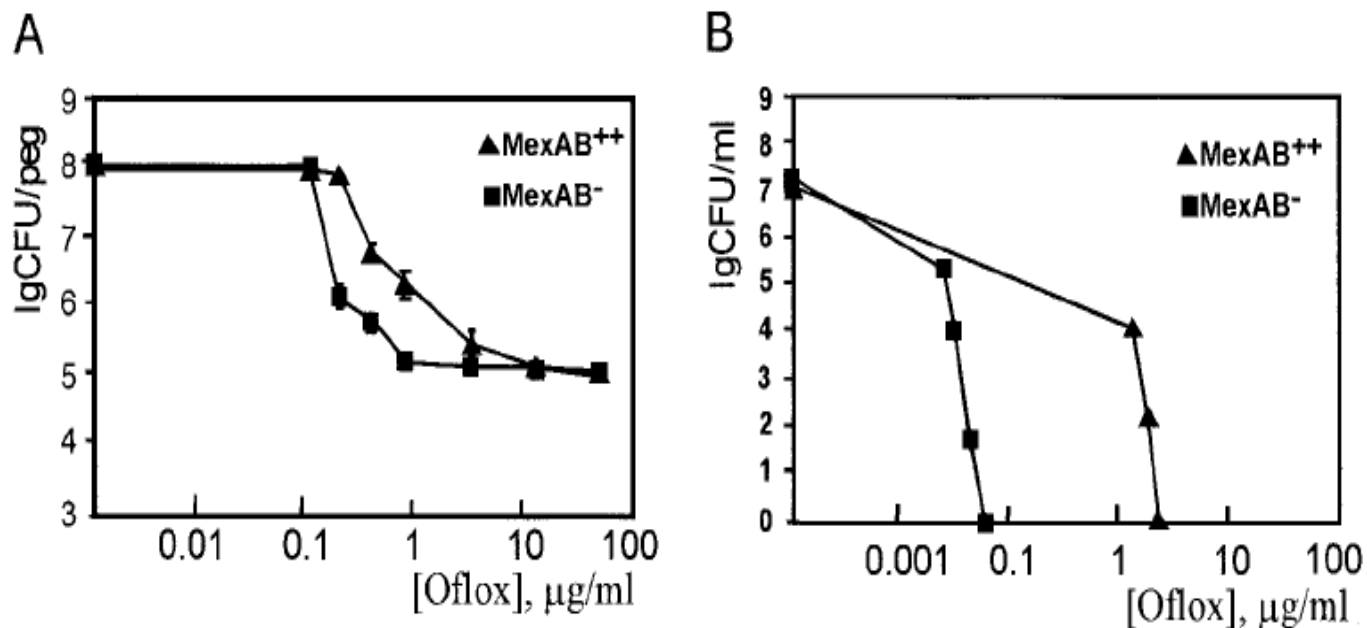 A
lgCFU/peg
9
8
7
6
5
4
3
▲MexAB++
■MexAB-
0.01 0.1 1 10 100
[Oflox], µg/ml
B
lgCFU/ml
9
8
7
6
5
4
3
2
1
0
▲MexAB++
■MexAB-
0.001 0.1 1 10 100
[Oflox], µg/ml